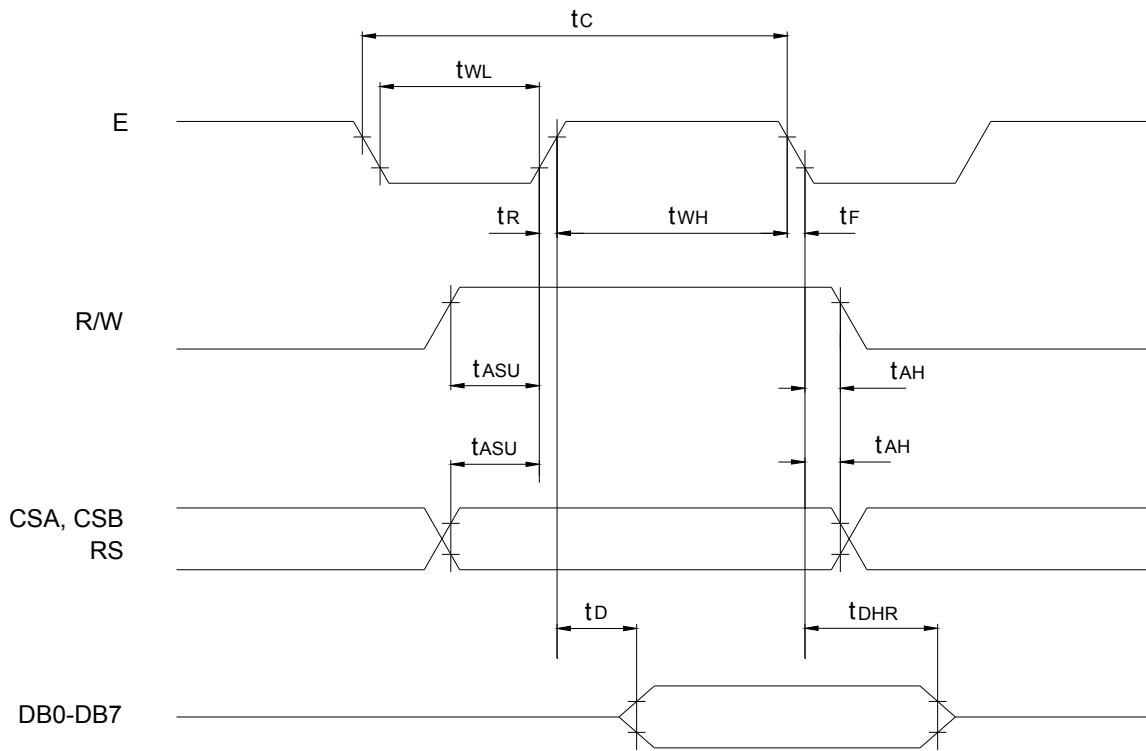 tC
tWL
E
tR
tWH
tF
R/W
tASU
tAH
tASU
tAH
CSA, CSB
RS
tD
tDHR
DB0-DB7